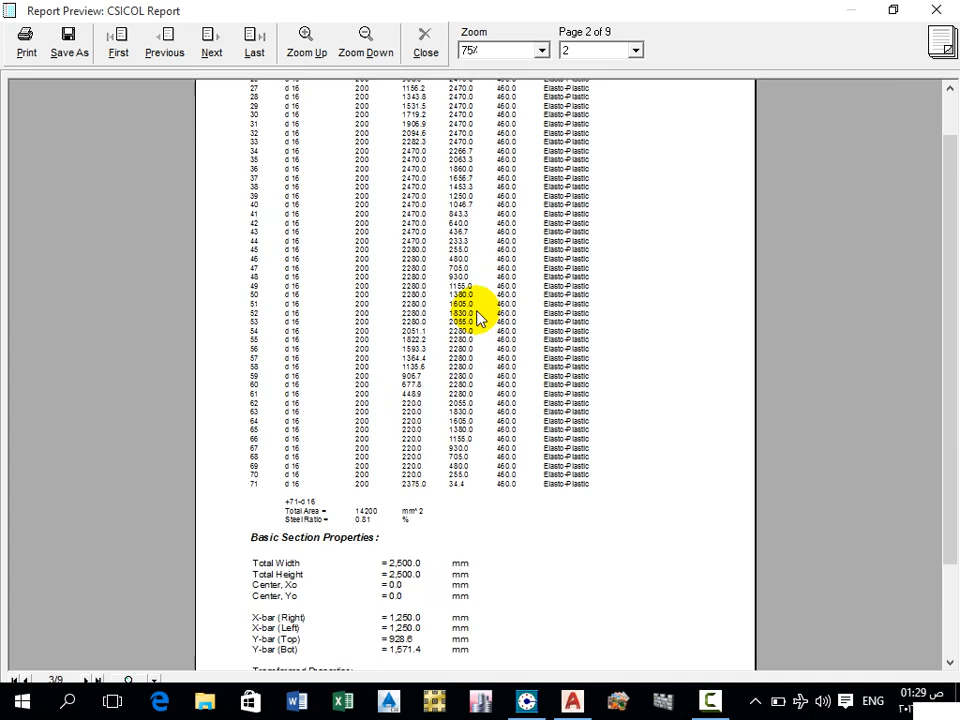 Report Preview: CSICOL Report
Print Save As First Previous Next Last Zoom Up Zoom Down Close
Zoom Page 2 of 9
75% 2
27 d 16 200 1156.2 2470.0 460.0 Elasto-Plastic
28 d 16 200 1343.8 2470.0 460.0 Elasto-Plastic
29 d 16 200 1531.5 2470.0 460.0 Elasto-Plastic
30 d 16 200 1719.2 2470.0 460.0 Elasto-Plastic
31 d 16 200 1906.9 2470.0 460.0 Elasto-Plastic
32 d 16 200 2094.6 2470.0 460.0 Elasto-Plastic
33 d 16 200 2282.3 2470.0 460.0 Elasto-Plastic
34 d 16 200 2470.0 2266.7 460.0 Elasto-Plastic
35 d 16 200 2470.0 2063.3 460.0 Elasto-Plastic
36 d 16 200 2470.0 1860.0 460.0 Elasto-Plastic
37 d 16 200 2470.0 1656.7 460.0 Elasto-Plastic
38 d 16 200 2470.0 1453.3 460.0 Elasto-Plastic
39 d 16 200 2470.0 1250.0 460.0 Elasto-Plastic
40 d 16 200 2470.0 1046.7 460.0 Elasto-Plastic
41 d 16 200 2470.0 843.3 460.0 Elasto-Plastic
42 d 16 200 2470.0 640.0 460.0 Elasto-Plastic
43 d 16 200 2470.0 436.7 460.0 Elasto-Plastic
44 d 16 200 2470.0 233.3 460.0 Elasto-Plastic
45 d 16 200 2280.0 255.0 460.0 Elasto-Plastic
46 d 16 200 2280.0 480.0 460.0 Elasto-Plastic
47 d 16 200 2280.0 705.0 460.0 Elasto-Plastic
48 d 16 200 2280.0 930.0 460.0 Elasto-Plastic
49 d 16 200 2280.0 1155.0 460.0 Elasto-Plastic
50 d 16 200 2280.0 1380.0 460.0 Elasto-Plastic
51 d 16 200 2280.0 1605.0 460.0 Elasto-Plastic
52 d 16 200 2280.0 1830.0 460.0 Elasto-Plastic
53 d 16 200 2280.0 2055.0 460.0 Elasto-Plastic
54 d 16 200 2051.1 2280.0 460.0 Elasto-Plastic
55 d 16 200 1822.2 2280.0 460.0 Elasto-Plastic
56 d 16 200 1593.3 2280.0 460.0 Elasto-Plastic
57 d 16 200 1364.4 2280.0 460.0 Elasto-Plastic
58 d 16 200 1135.6 2280.0 460.0 Elasto-Plastic
59 d 16 200 906.7 2280.0 460.0 Elasto-Plastic
60 d 16 200 677.8 2280.0 460.0 Elasto-Plastic
61 d 16 200 448.9 2280.0 460.0 Elasto-Plastic
62 d 16 200 220.0 2055.0 460.0 Elasto-Plastic
63 d 16 200 220.0 1830.0 460.0 Elasto-Plastic
64 d 16 200 220.0 1605.0 460.0 Elasto-Plastic
65 d 16 200 220.0 1380.0 460.0 Elasto-Plastic
66 d 16 200 220.0 1155.0 460.0 Elasto-Plastic
67 d 16 200 220.0 930.0 460.0 Elasto-Plastic
68 d 16 200 220.0 705.0 460.0 Elasto-Plastic
69 d 16 200 220.0 480.0 460.0 Elasto-Plastic
70 d 16 200 220.0 255.0 460.0 Elasto-Plastic
71 d 16 200 2375.0 34.4 460.0 Elasto-Plastic
+71-d 16
Total Area = 14200 mm^2
Steel Ratio = 0.81 %
Basic Section Properties:
Total Width = 2,500.0 mm
Total Height = 2,500.0 mm
Center, Xo = 0.0 mm
Center, Yo = 0.0 mm
X-bar (Right) = 1,250.0 mm
X-bar (Left) = 1,250.0 mm
Y-bar (Top) = 928.6 mm
Y-bar (Bot) = 1,571.4 mm
Transformed Properties:
3/9
ENG 01:29 ص